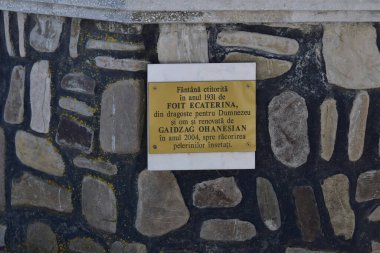 Fântână ctitorită
în anul 1931 de
FOIT ECATERINA,
din dragoste pentru Dumnezeu
și om și renovată de
GAIDZAG OHANESIAN
în anul 2004, spre răcorirea
pelerinilor însetați.